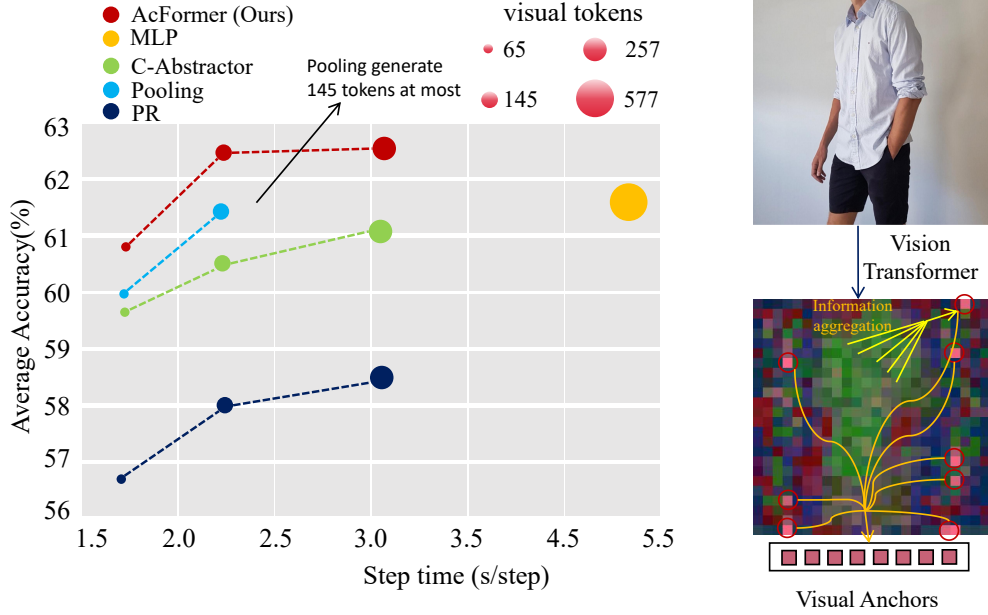 AcFormer (Ours)
MLP
C-Abstractor
Pooling
PR
visual tokens
65
257
145
577
Pooling generate
145 tokens at most
Average Accuracy(%)
63
62
61
60
59
58
57
56
1.5
2.0
2.5
3.0
3.5
4.5
5.5
Step time (s/step)
Vision
Transformer
Information
aggregation
Visual Anchors